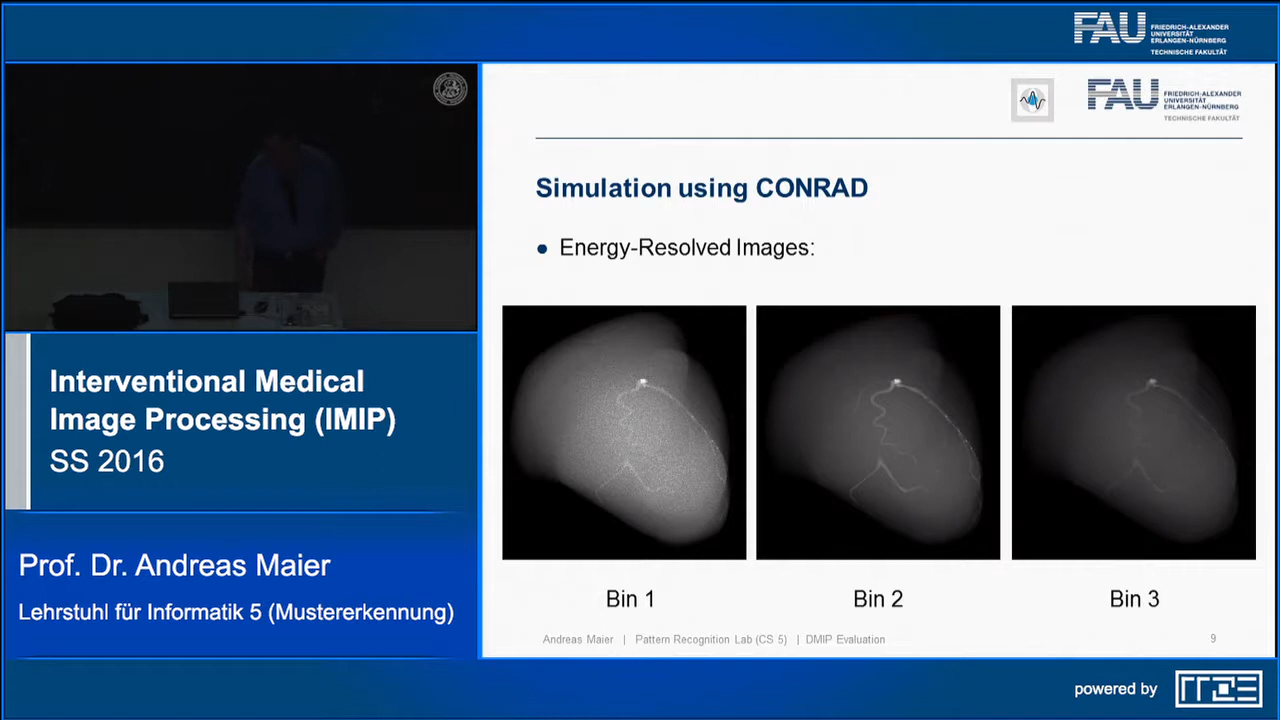 FAU
FRIEDRICH-ALEXANDER
UNIVERSITÄT
ERLANGEN-NÜRNBERG
TECHNISCHE FAKULTÄT
FAU
FRIEDRICH-ALEXANDER
UNIVERSITÄT
ERLANGEN-NÜRNBERG
TECHNISCHE FAKULTÄT
Simulation using CONRAD
Energy-Resolved Images:
Bin 1
Bin 2
Bin 3
Andreas Maier | Pattern Recognition Lab (CS 5) | DMIP Evaluation
9
Interventional Medical
Image Processing (IMIP)
SS 2016
Prof. Dr. Andreas Maier
Lehrstuhl für Informatik 5 (Mustererkennung)
powered by